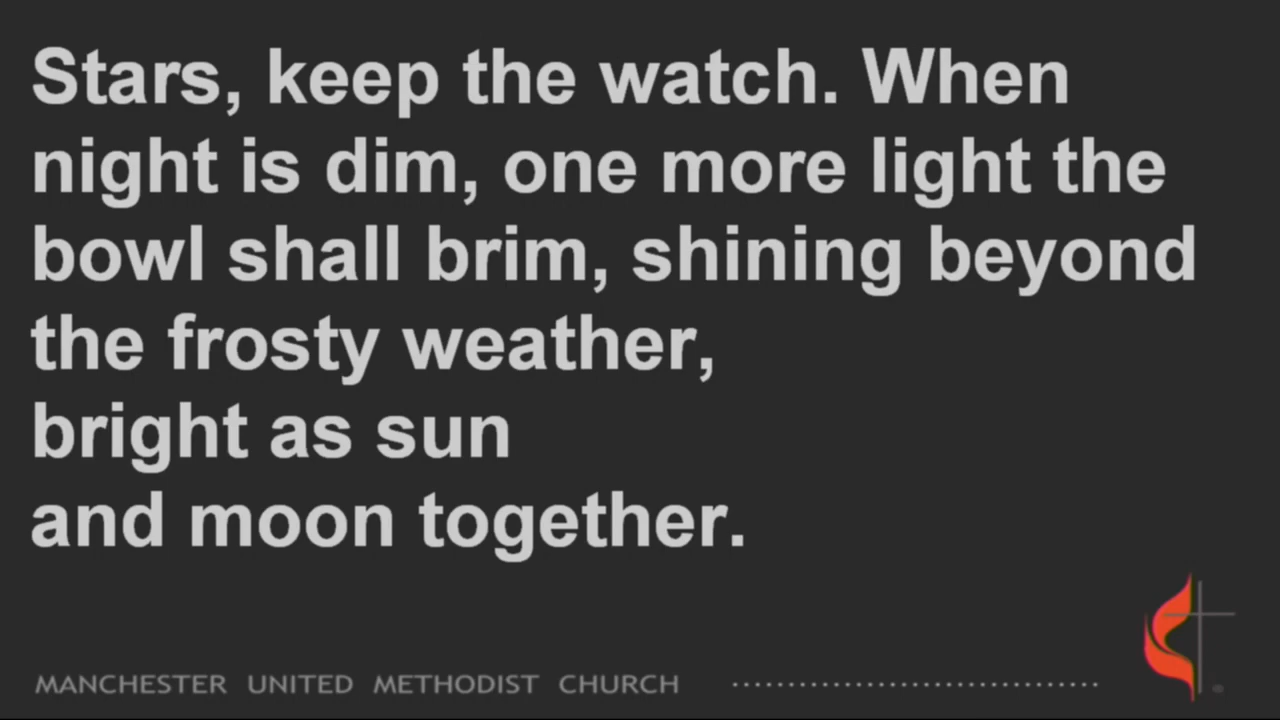 Stars, keep the watch. When
night is dim, one more light the
bowl shall brim, shining beyond
the frosty weather,
bright as sun
and moon together.
MANCHESTER UNITED METHODIST CHURCH